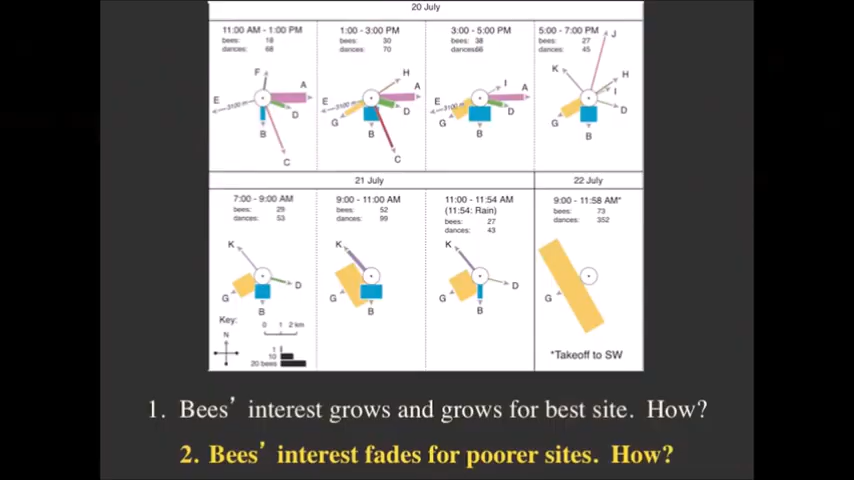 20 July
11:00 AM - 1:00 PM
bees: 18
dances: 68
F
A
E
3100 m
D
B
C
1:00 - 3:00 PM
bees: 30
dances: 70
H
A
E
3100 m
D
G
B
C
3:00 - 5:00 PM
bees: 38
dances66
I
A
E
3100 m
D
G
B
5:00 - 7:00 PM
bees: 27
dances: 45
J
K
H
I
D
G
B
21 July
7:00 - 9:00 AM
bees: 29
dances: 53
K
D
G
B
Key:
0 1 2 km
N
1
10
20 bees
9:00 - 11:00 AM
bees: 52
dances: 99
K
G
B
11:00 - 11:54 AM
(11:54: Rain)
bees: 27
dances: 43
K
D
G
B
22 July
9:00 - 11:58 AM*
bees: 73
dances: 352
G
*Takeoff to SW
1. Bees’ interest grows and grows for best site. How?
2. Bees’ interest fades for poorer sites. How?